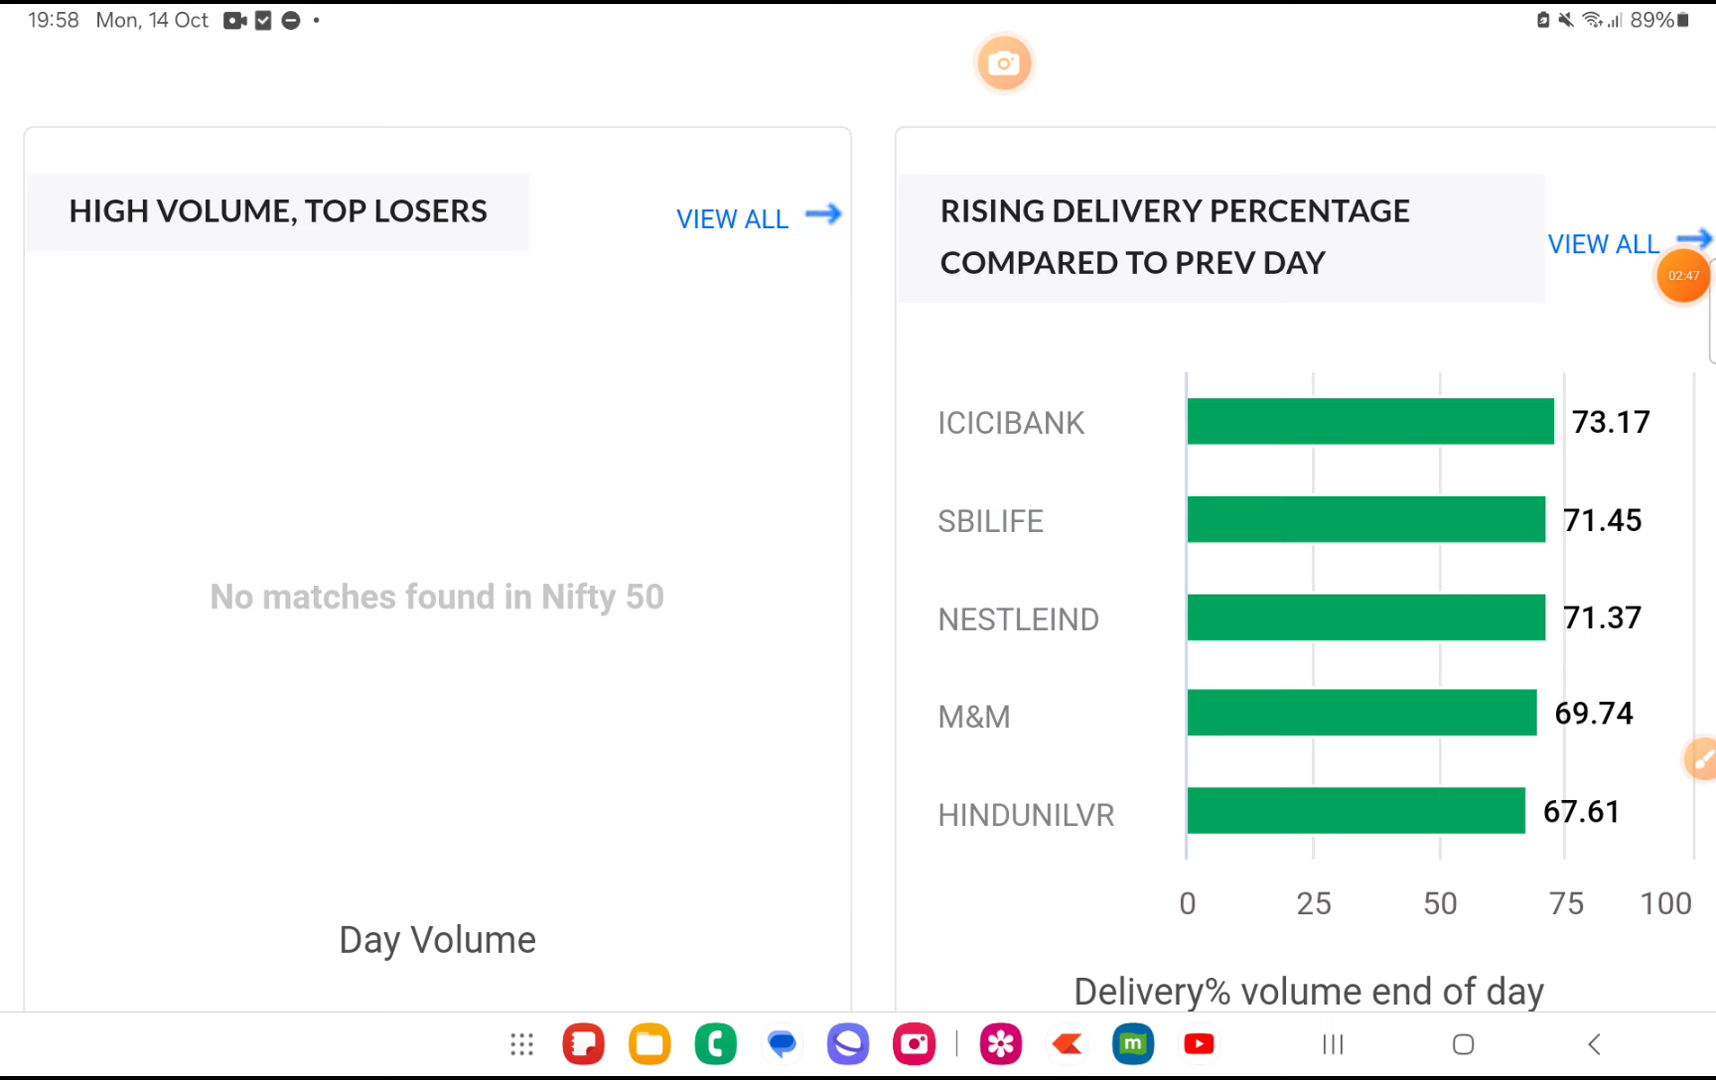 19:58 Mon, 14 Oct
89%
HIGH VOLUME, TOP LOSERS
VIEW ALL
No matches found in Nifty 50
Day Volume
RISING DELIVERY PERCENTAGE
COMPARED TO PREV DAY
VIEW ALL
02:47
ICICIBANK 73.17
SBILIFE 71.45
NESTLEIND 71.37
M&M 69.74
HINDUNILVR 67.61
0 25 50 75 100
Delivery% volume end of day
m